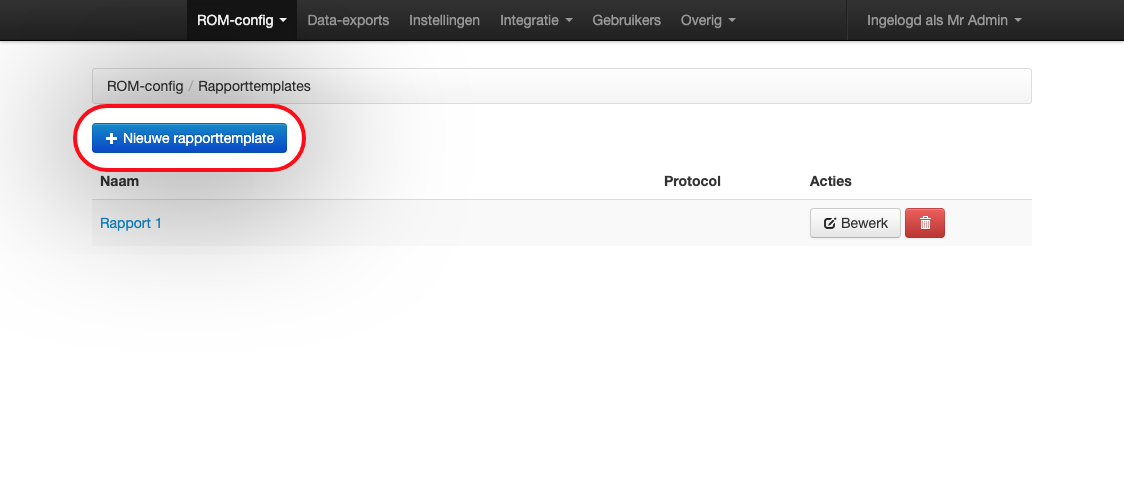 ROM-config Data-exports Instellingen Integratie Gebruikers Overig Ingelogd als Mr Admin
ROM-config / Rapporttemplates
Nieuwe rapporttemplate
Naam Protocol Acties
Rapport 1 Bewerk